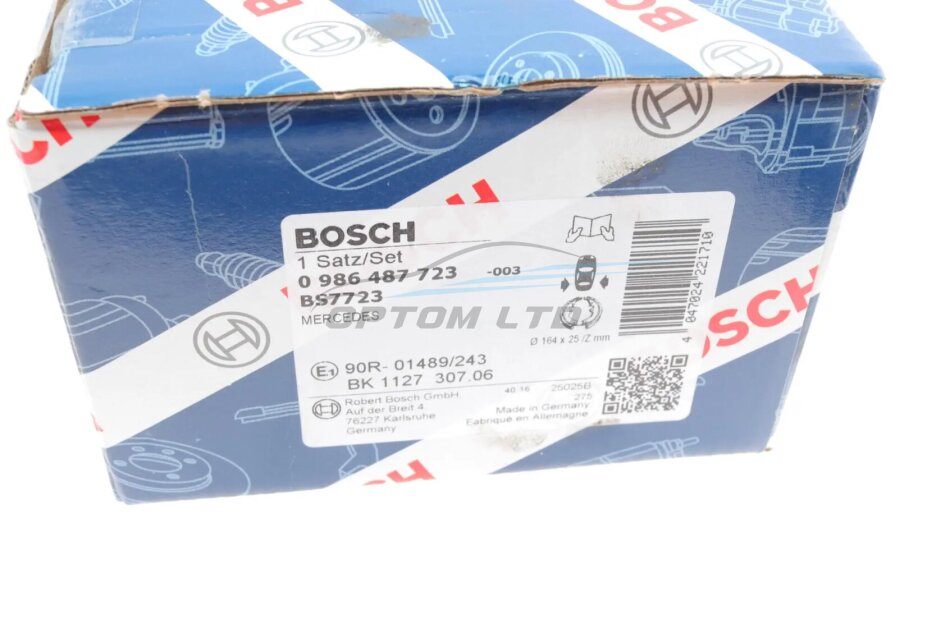 BOSCH
BOSCH
1 Satz/Set
0 986 487 723 -003
BS7723
MERCEDES
OPTOM LTD
Ø 164 x 25 /Z mm
E1 90R- 01489/243
BK 1127 307.06
Robert Bosch GmbH
Auf der Breit 4
76227 Karlsruhe
Germany
40.16 25025B
275
Made in Germany
Fabriqué en Allemagne
4 047024 221710
BOSCH
H
CH